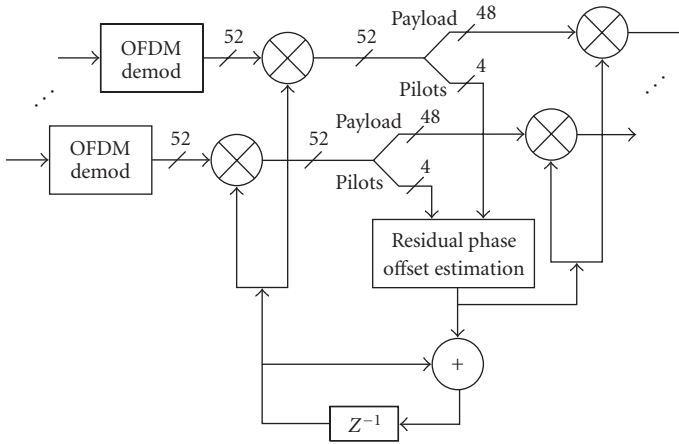 OFDM
demod
52
52
Payload
48
Pilots
4
OFDM
demod
52
52
Payload
48
Pilots
4
Residual phase
offset estimation
+
Z⁻¹